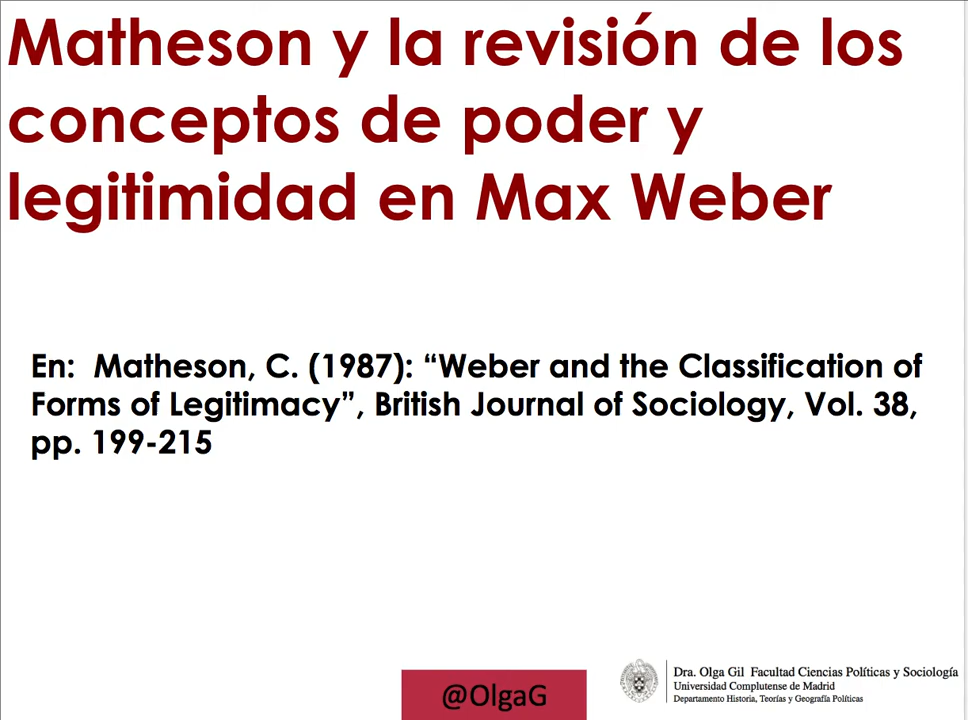 Matheson y la revisión de los
conceptos de poder y
legitimidad en Max Weber
En:  Matheson, C. (1987): “Weber and the Classification of
Forms of Legitimacy”, British Journal of Sociology, Vol. 38,
pp. 199-215
@OlgaG
Dra. Olga Gil  Facultad Ciencias Políticas y Sociología
Universidad Complutense de Madrid
Departamento Historia, Teorías y Geografía Políticas